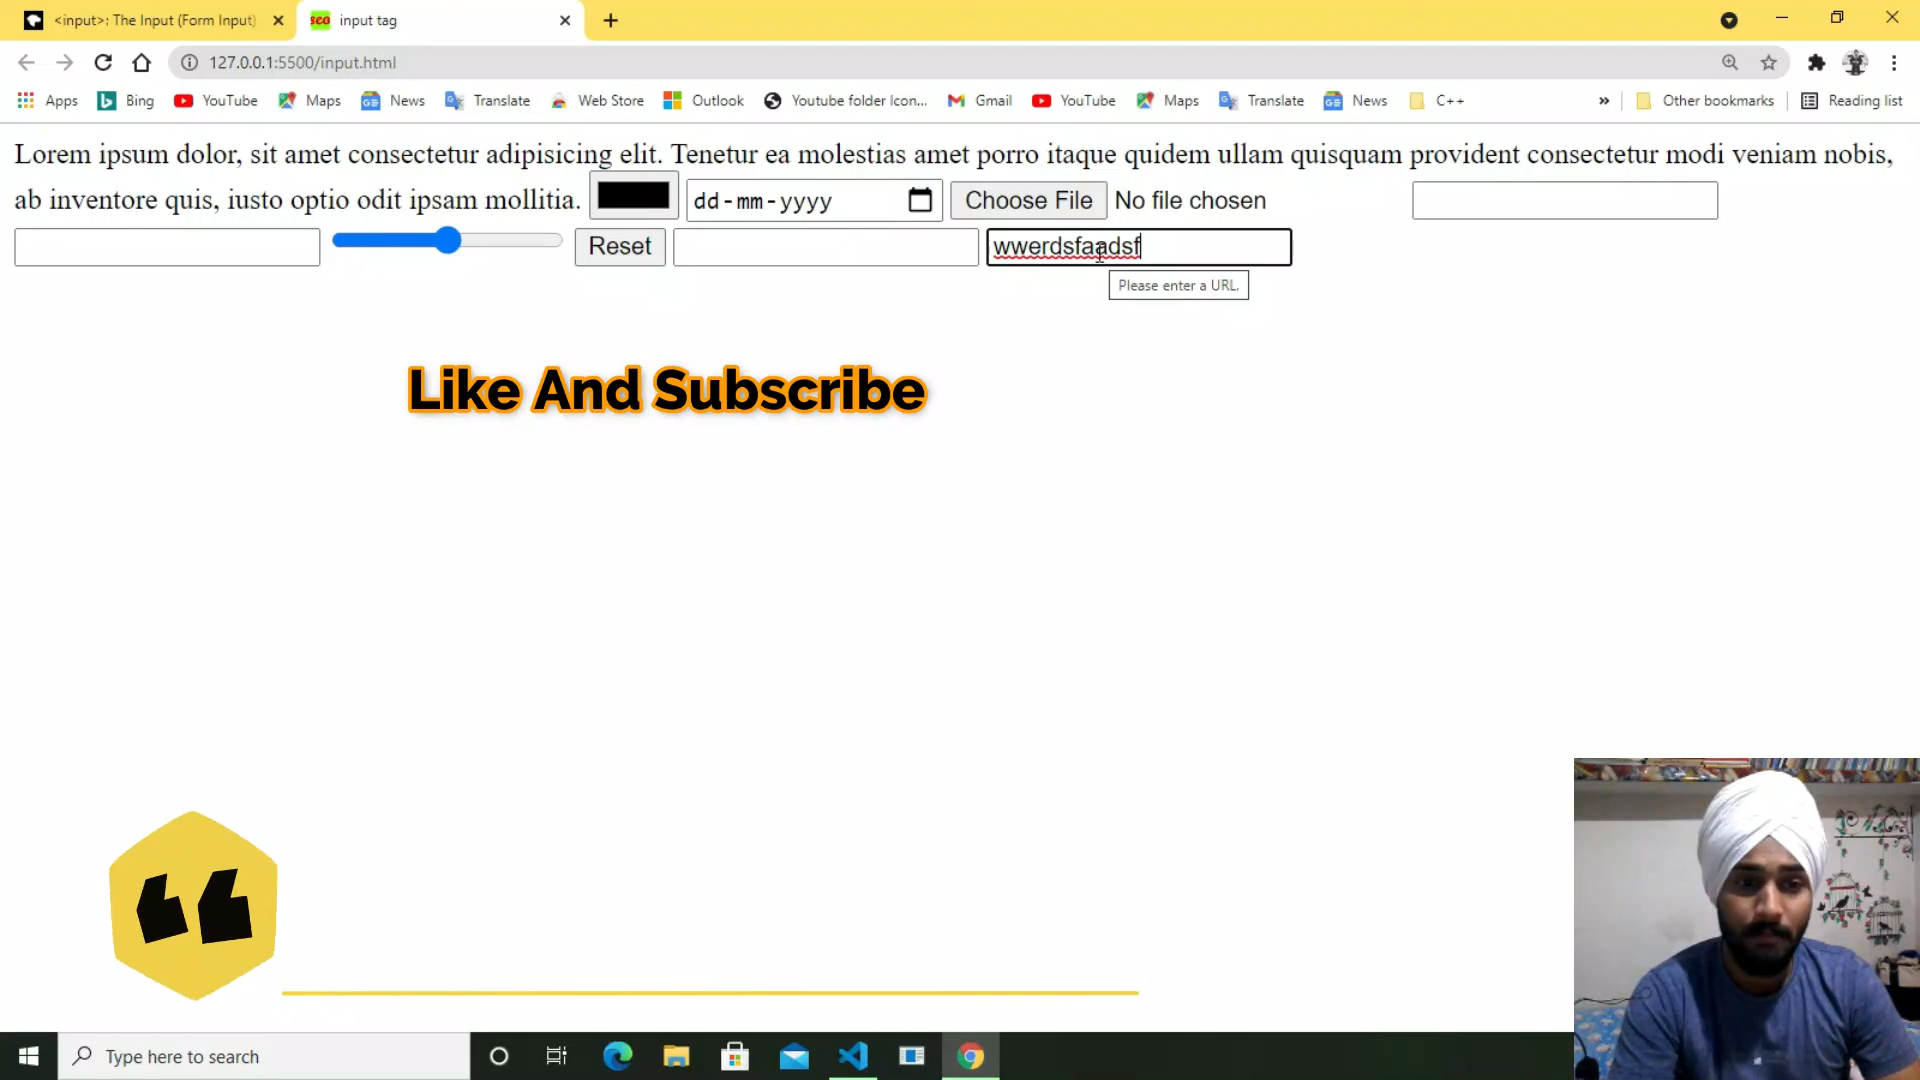 <input>: The Input (Form Input)
input tag
127.0.0.1:5500/input.html
Apps Bing YouTube Maps News Translate Web Store Outlook Youtube folder Icon... Gmail YouTube Maps Translate News C++ » Other bookmarks Reading list
Lorem ipsum dolor, sit amet consectetur adipisicing elit. Tenetur ea molestias amet porro itaque quidem ullam quisquam provident consectetur modi veniam nobis,
ab inventore quis, iusto optio odit ipsam mollitia. dd-mm-yyyy Choose File No file chosen
Reset wwerdsfaadsf
Please enter a URL.
Like And Subscribe
Type here to search